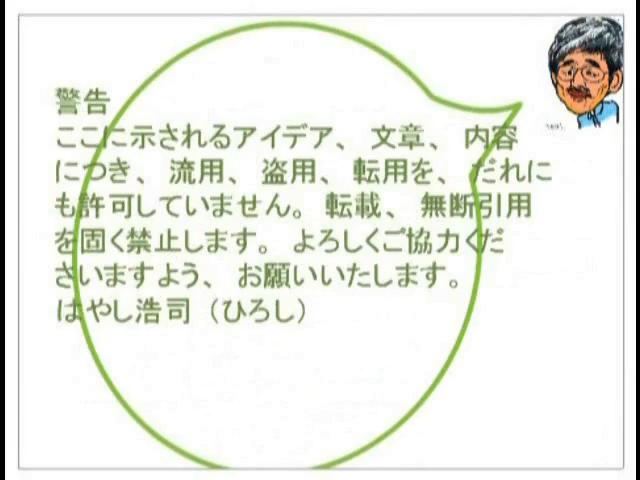 警告
ここに示されるアイデア、 文章、 内容
につき、 流用、 盗用、 転用を、 だれに
も許可していません。 転載、 無断引用
を固く禁止します。 よろしくご協力くだ
さいますよう、 お願いいたします。
はやし浩司（ひろし）